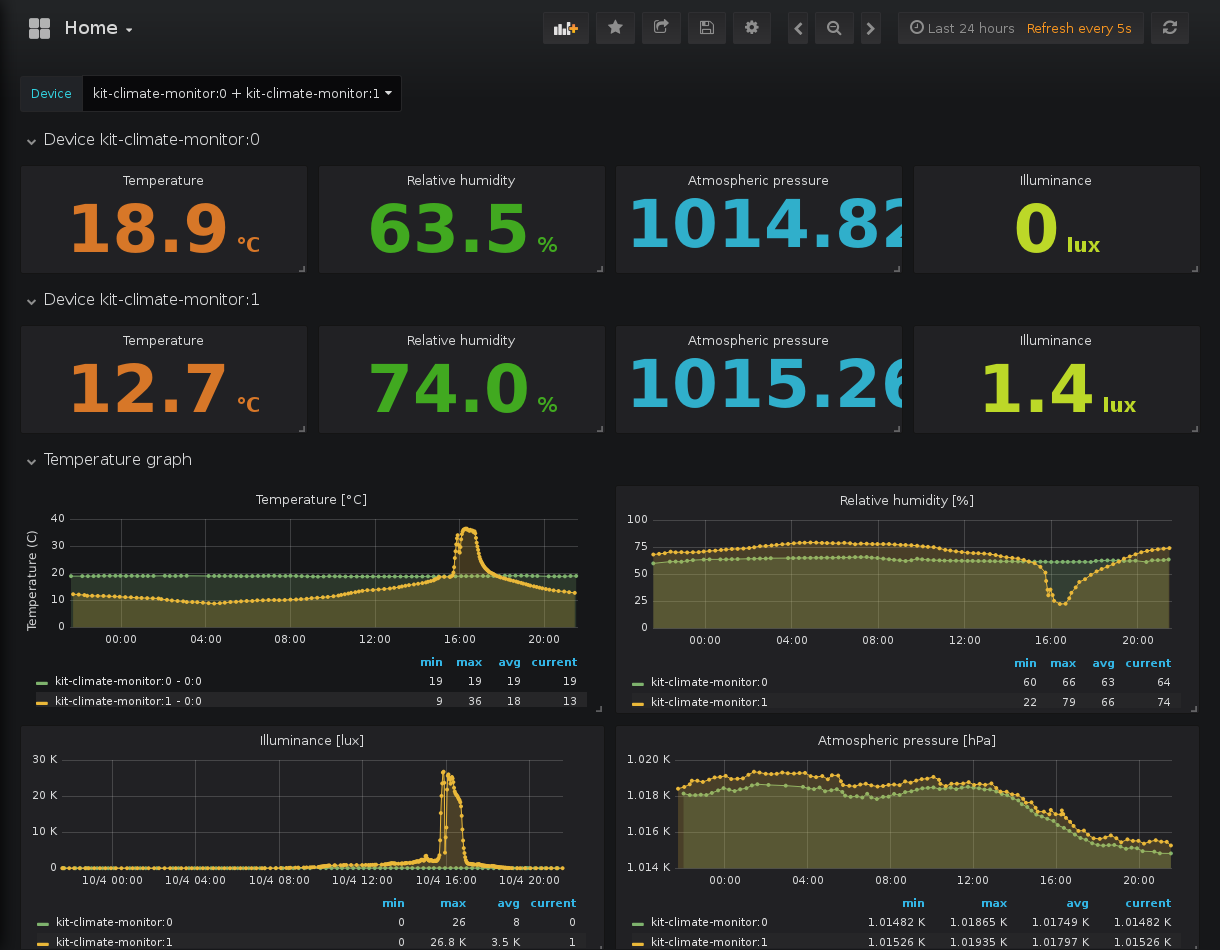 Home
Last 24 hours Refresh every 5s
Device kit-climate-monitor:0 + kit-climate-monitor:1
Device kit-climate-monitor:0
Temperature Relative humidity Atmospheric pressure Illuminance
18.9 °C 63.5 % 1014.82 0 lux
Device kit-climate-monitor:1
Temperature Relative humidity Atmospheric pressure Illuminance
12.7 °C 74.0 % 1015.26 1.4 lux
Temperature graph
Temperature [°C]
Temperature (C)
40
30
20
10
0
00:00 04:00 08:00 12:00 16:00 20:00
min max avg current
kit-climate-monitor:0 - 0:0 19 19 19 19
kit-climate-monitor:1 - 0:0 9 36 18 13
Relative humidity [%]
100
75
50
25
0
00:00 04:00 08:00 12:00 16:00 20:00
min max avg current
kit-climate-monitor:0 60 66 63 64
kit-climate-monitor:1 22 79 66 74
Illuminance [lux]
30 K
20 K
10 K
0
10/4 00:00 10/4 04:00 10/4 08:00 10/4 12:00 10/4 16:00 10/4 20:00
min max avg current
kit-climate-monitor:0 0 26 8 0
kit-climate-monitor:1 0 26.8 K 3.5 K 1
Atmospheric pressure [hPa]
1.020 K
1.018 K
1.016 K
1.014 K
00:00 04:00 08:00 12:00 16:00 20:00
min max avg current
kit-climate-monitor:0 1.01482 K 1.01865 K 1.01749 K 1.01482 K
kit-climate-monitor:1 1.01526 K 1.01935 K 1.01797 K 1.01526 K